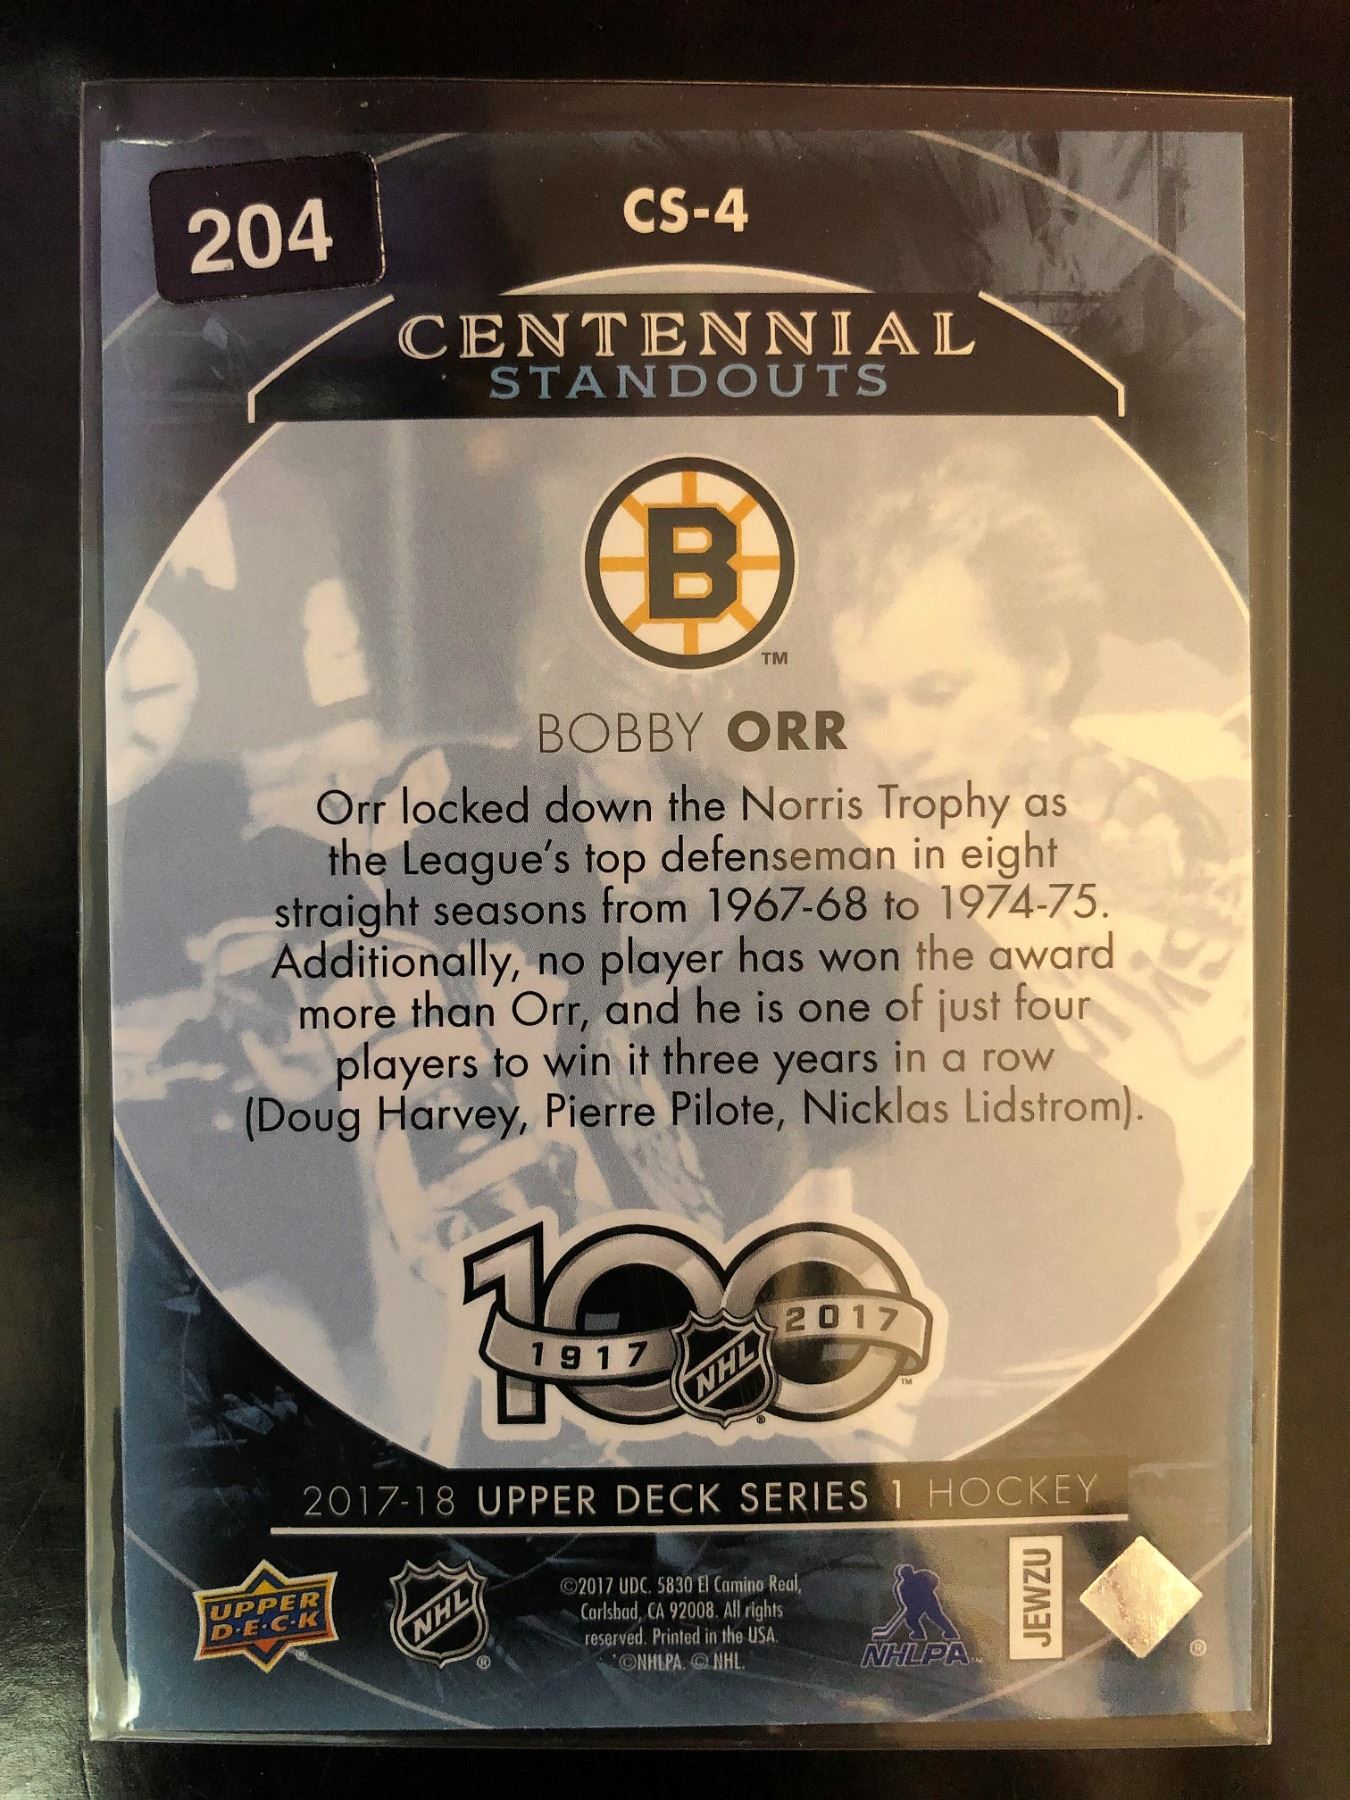 204
CS-4
CENTENNIAL
STANDOUTS
B
TM
BOBBY ORR
Orr locked down the Norris Trophy as
the League's top defenseman in eight
straight seasons from 1967-68 to 1974-75.
Additionally, no player has won the award
more than Orr, and he is one of just four
players to win it three years in a row
(Doug Harvey, Pierre Pilote, Nicklas Lidstrom).
100
1917 NHL 2017
® TM
2017-18 UPPER DECK SERIES 1 HOCKEY
UPPER
D·E·C·K
®
NHL
®
©2017 UDC. 5830 El Camino Real,
Carlsbad, CA 92008. All rights
reserved. Printed in the USA.
©NHLPA. © NHL.
NHLPA™
JEWZU
®